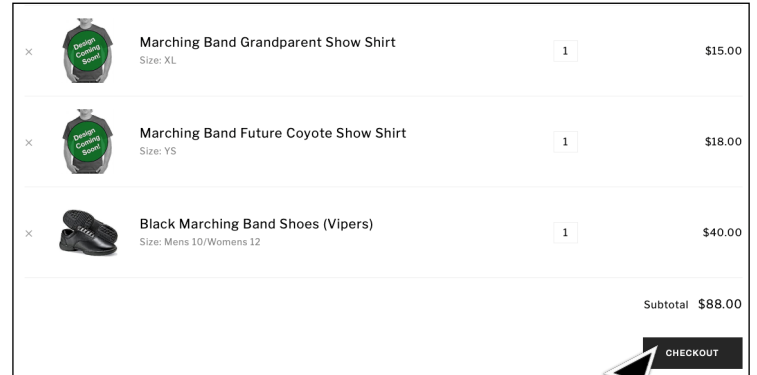 × Design Coming Soon! Marching Band Grandparent Show Shirt 1 $15.00
Size: XL
× Design Coming Soon! Marching Band Future Coyote Show Shirt 1 $18.00
Size: YS
× Black Marching Band Shoes (Vipers) 1 $40.00
Size: Mens 10/Womens 12
Subtotal $88.00
CHECKOUT